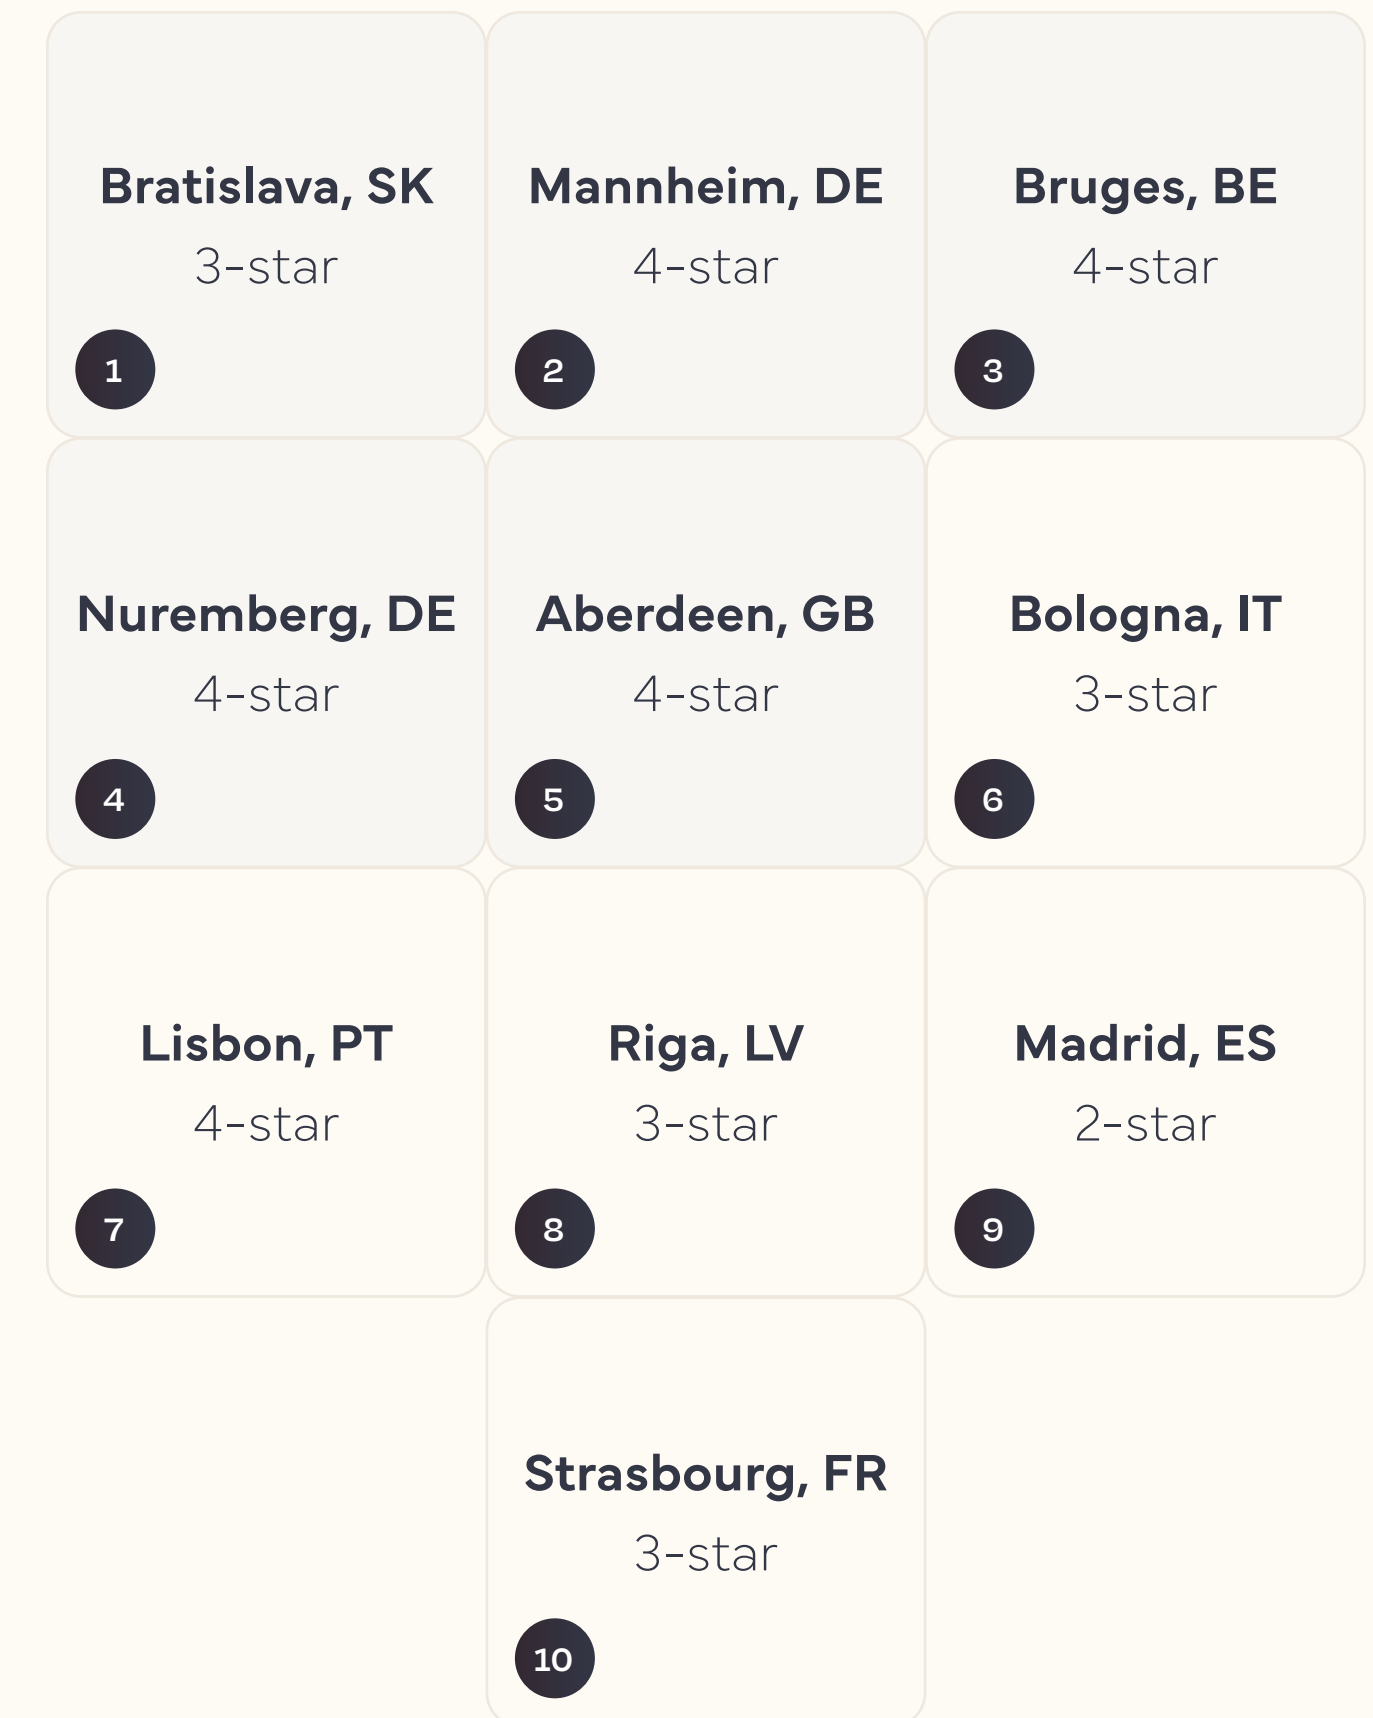 Bratislava, SK
3-star
1
Mannheim, DE
4-star
2
Bruges, BE
4-star
3
Nuremberg, DE
4-star
4
Aberdeen, GB
4-star
5
Bologna, IT
3-star
6
Lisbon, PT
4-star
7
Riga, LV
3-star
8
Madrid, ES
2-star
9
Strasbourg, FR
3-star
10